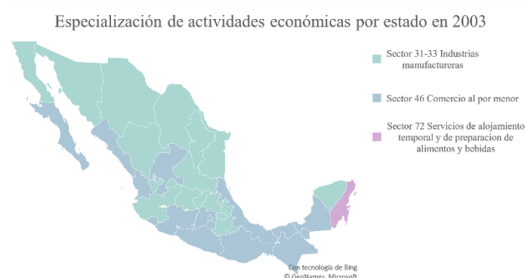 Especialización de actividades económicas por estado en 2003
Sector 31-33 Industrias
manufactureras
Sector 46 Comercio al por menor
Sector 72 Servicios de alojamiento
temporal y de preparacion de
alimentos y bebidas
Con tecnología de Bing
© GeoNames, Microsoft